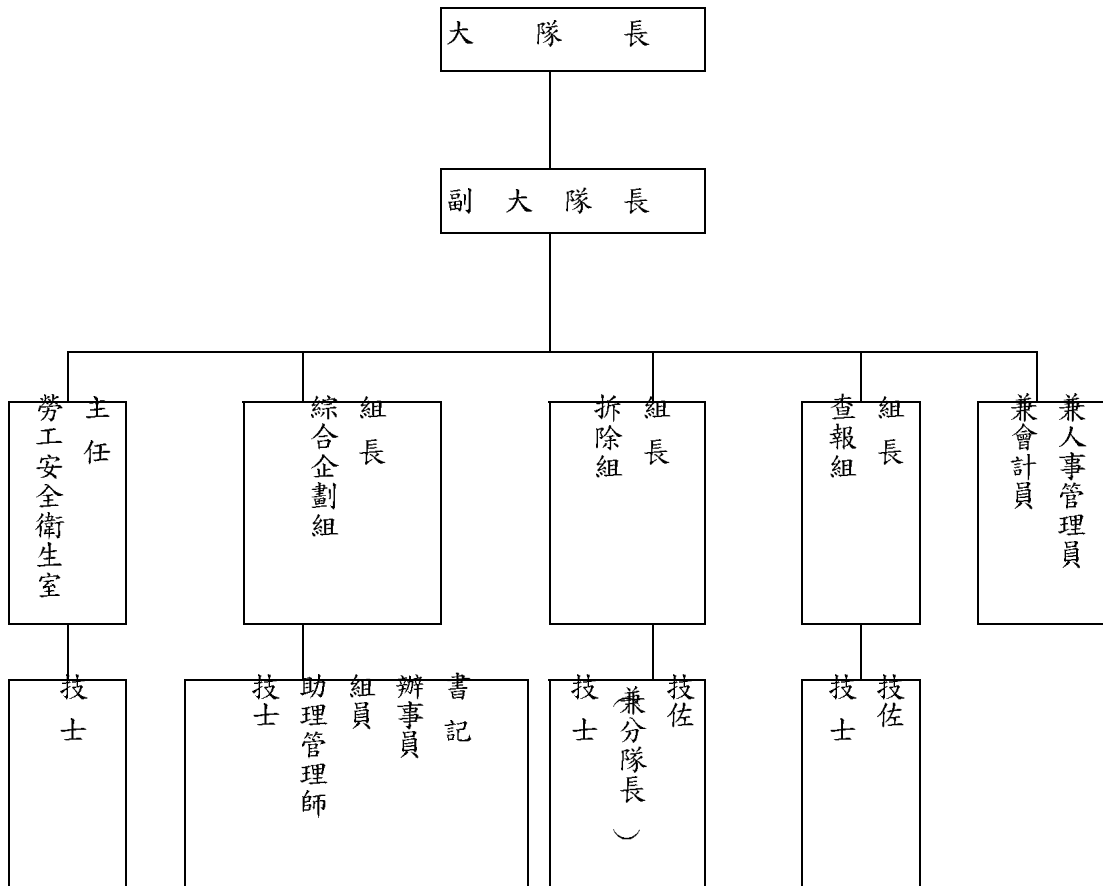 大隊長
副大隊長
主任
勞工安全衛生室
組長
綜合企劃組
組長
拆除組
組長
查報組
兼人事管理員
兼會計員
技士
書記
辦事員
組員
助理管理師
技士
技佐
（兼分隊長）
技士
技佐
技士